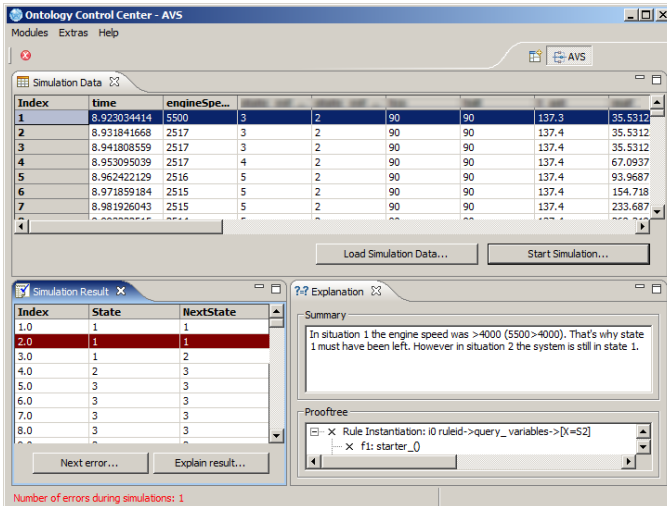 Ontology Control Center - AVS
Modules Extras Help
AVS
Simulation Data
Index time engineSpe...
1 8.923034414 5500 3 2 90 90 137.3 35.5312
2 8.931841668 2517 3 2 90 90 137.4 35.5312
3 8.941808559 2517 3 2 90 90 137.4 35.5312
4 8.953095039 2517 4 2 90 90 137.4 67.0937
5 8.962422129 2516 5 2 90 90 137.4 93.9687
6 8.971859184 2515 5 2 90 90 137.4 154.718
7 8.981926043 2515 5 2 90 90 137.4 233.687
Load Simulation Data... Start Simulation...
Simulation Result
Index State NextState
1.0 1 1
2.0 1 1
3.0 1 2
4.0 2 3
5.0 3 3
6.0 3 3
7.0 3 3
8.0 3 3
Next error... Explain result...
?=? Explanation
Summary
In situation 1 the engine speed was >4000 (5500>4000). That's why state
1 must have been left. However in situation 2 the system is still in state 1.
Prooftree
Rule Instantiation: i0 ruleid->query_ variables->[X=S2]
f1: starter_()
Number of errors during simulations: 1